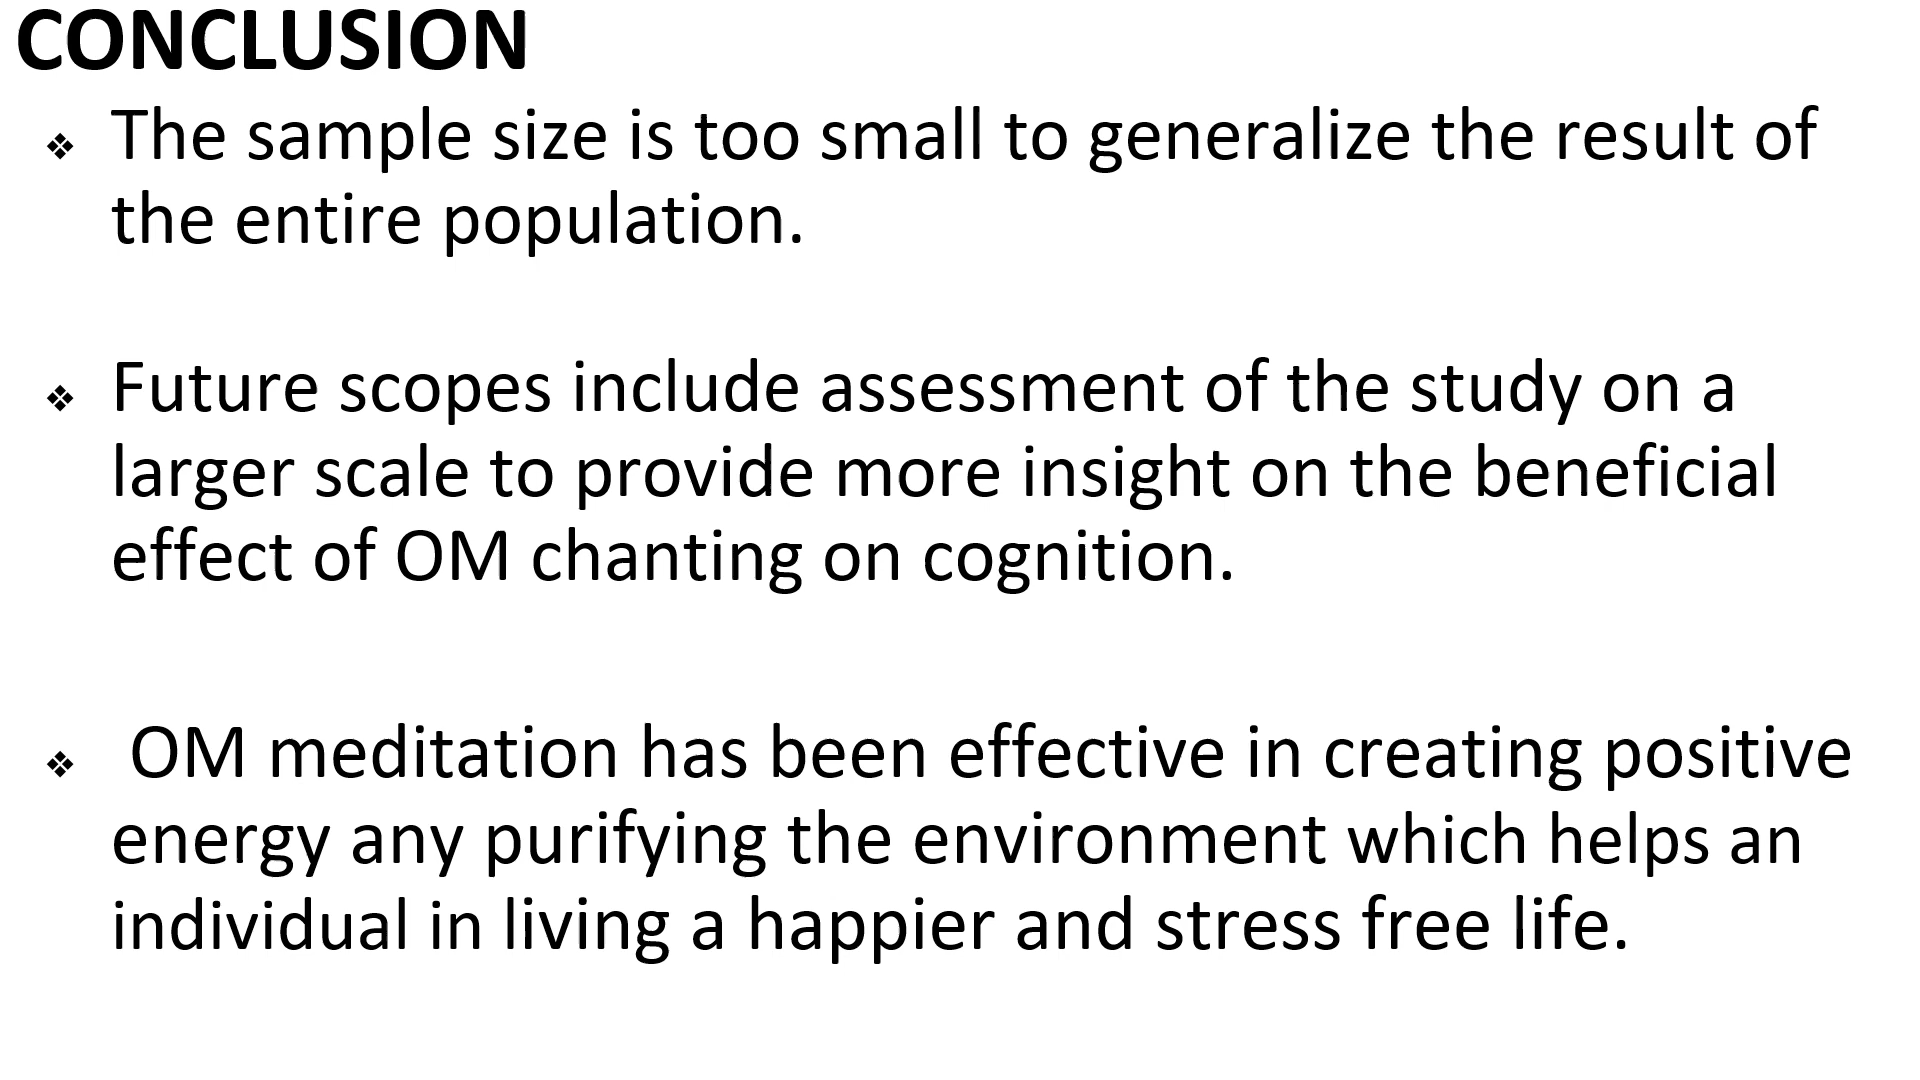 CONCLUSION
❖ The sample size is too small to generalize the result of
the entire population.
❖ Future scopes include assessment of the study on a
larger scale to provide more insight on the beneficial
effect of OM chanting on cognition.
❖ OM meditation has been effective in creating positive
energy any purifying the environment which helps an
individual in living a happier and stress free life.